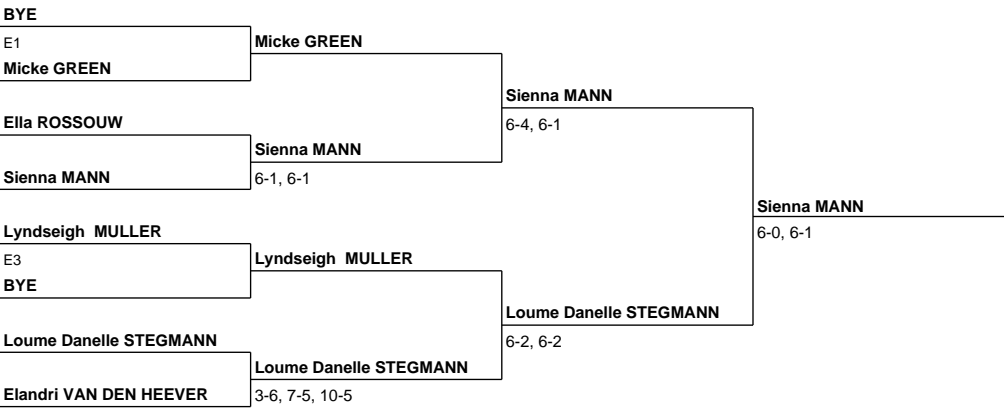 BYE
E1
Micke GREEN
Micke GREEN
Sienna MANN
6-4, 6-1
Ella ROSSOUW
Sienna MANN
Sienna MANN
6-1, 6-1
Sienna MANN
6-0, 6-1
Lyndseigh MULLER
E3
Lyndseigh MULLER
BYE
Loume Danelle STEGMANN
6-2, 6-2
Loume Danelle STEGMANN
Loume Danelle STEGMANN
Elandri VAN DEN HEEVER
3-6, 7-5, 10-5